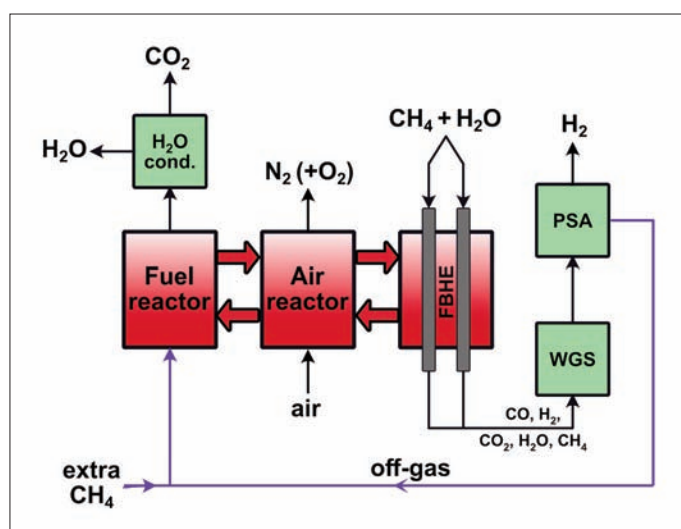 CO₂
H₂O
H₂O
cond.
N₂ (+O₂)
CH₄ + H₂O
H₂
PSA
Fuel
reactor
Air
reactor
FBHE
WGS
air
CO, H₂,
CO₂, H₂O, CH₄
extra
CH₄
off-gas